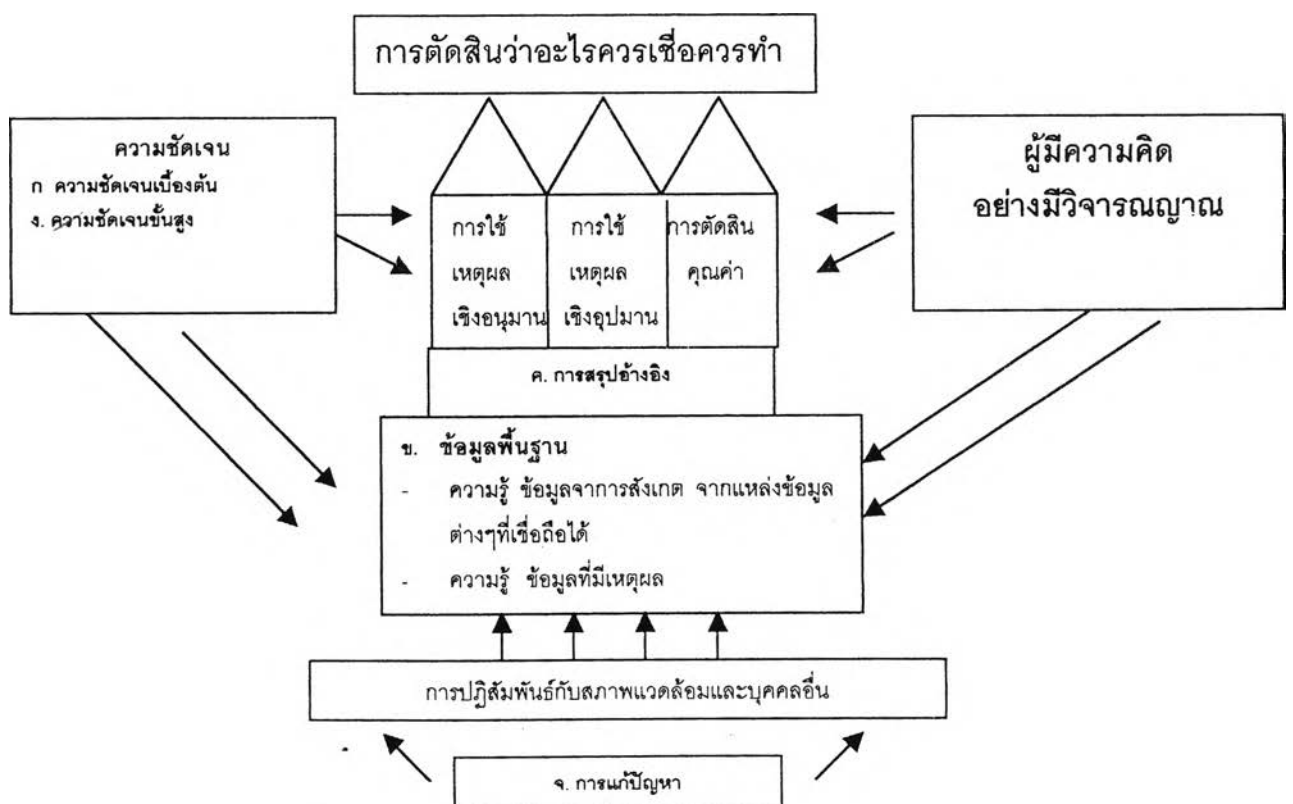 การตัดสินว่าอะไรควรเชื่อควรทำ
ความชัดเจน
ก ความชัดเจนเบื้องต้น
ง. ความชัดเจนขั้นสูง
ผู้มีความคิด
อย่างมีวิจารณญาณ
การใช้
เหตุผล
เชิงอนุมาน
การใช้
เหตุผล
เชิงอุปมาน
การตัดสิน
คุณค่า
ค. การสรุปอ้างอิง
ข. ข้อมูลพื้นฐาน
- ความรู้ ข้อมูลจาการสังเกต จากแหล่งข้อมูล
ต่างๆที่เชื่อถือได้
- ความรู้ ข้อมูลที่มีเหตุผล
การปฏิสัมพันธ์กับสภาพแวดล้อมและบุคคลอื่น
จ. การแก้ปัญหา